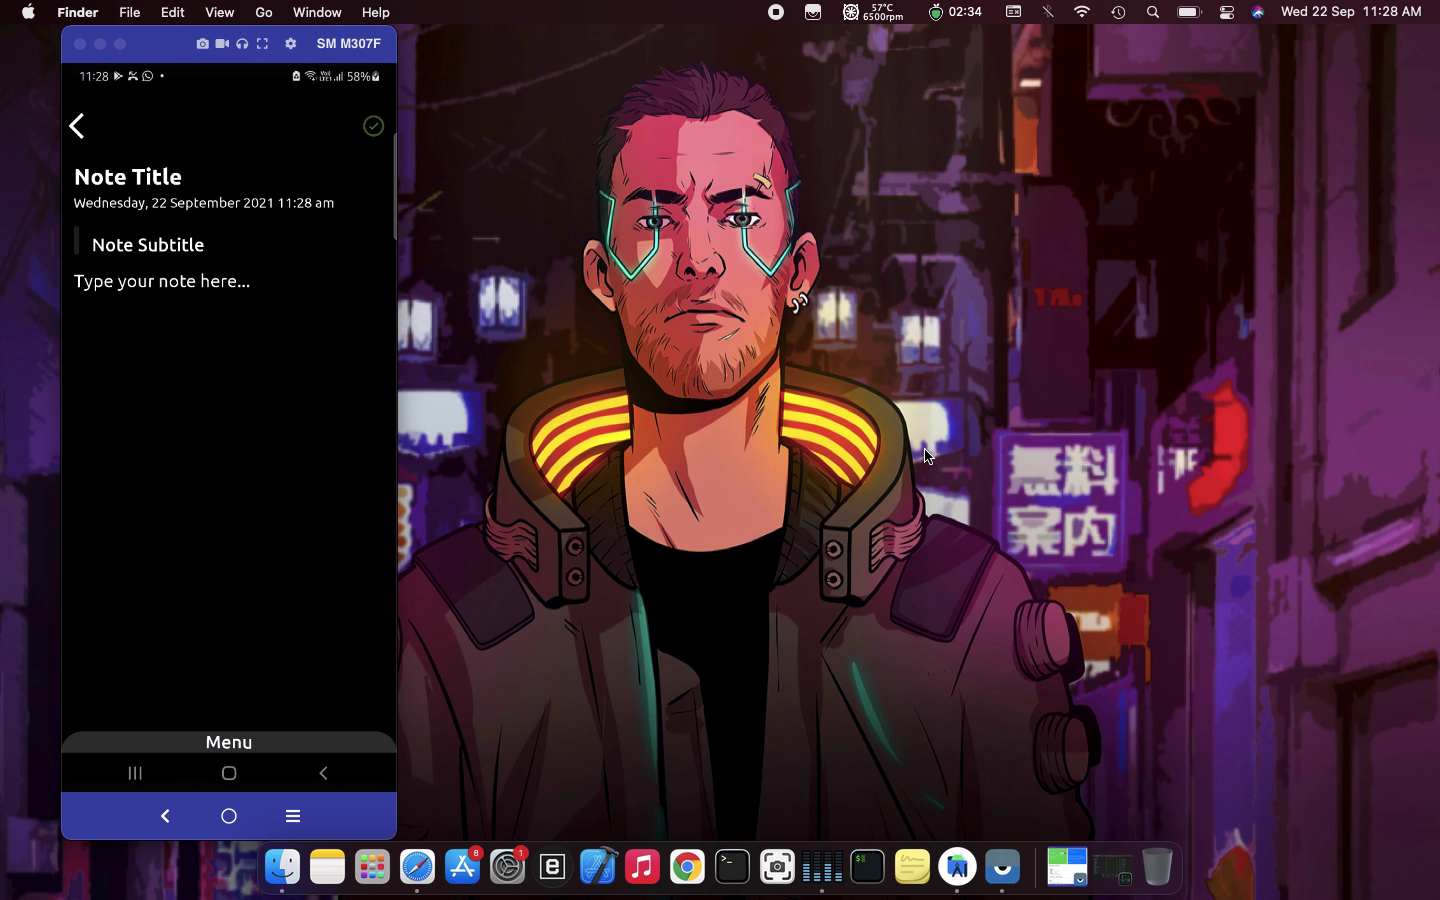 Finder File Edit View Go Window Help
57°C
6500rpm
02:34
Wed 22 Sep 11:28 AM
SM M307F
11:28
58%
Note Title
Wednesday, 22 September 2021 11:28 am
Note Subtitle
Type your note here...
Menu
無料
案内
8
1